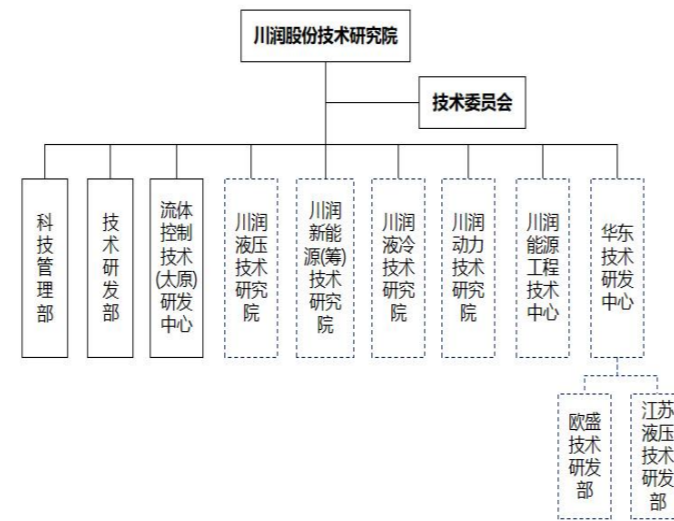 川润股份技术研究院
技术委员会
科
技
管
理
部
技
术
研
发
部
流体
控制
技术
(太原)
研发
中心
川润
液压
技术
研究
院
川润
新能
源(筹)
技术
研究
院
川润
液冷
技术
研究
院
川润
动力
技术
研究
院
川润
能源
工程
技术
中心
华东
技术
研发
中心
欧盛
技术
研发
部
江苏
液压
技术
研发
部